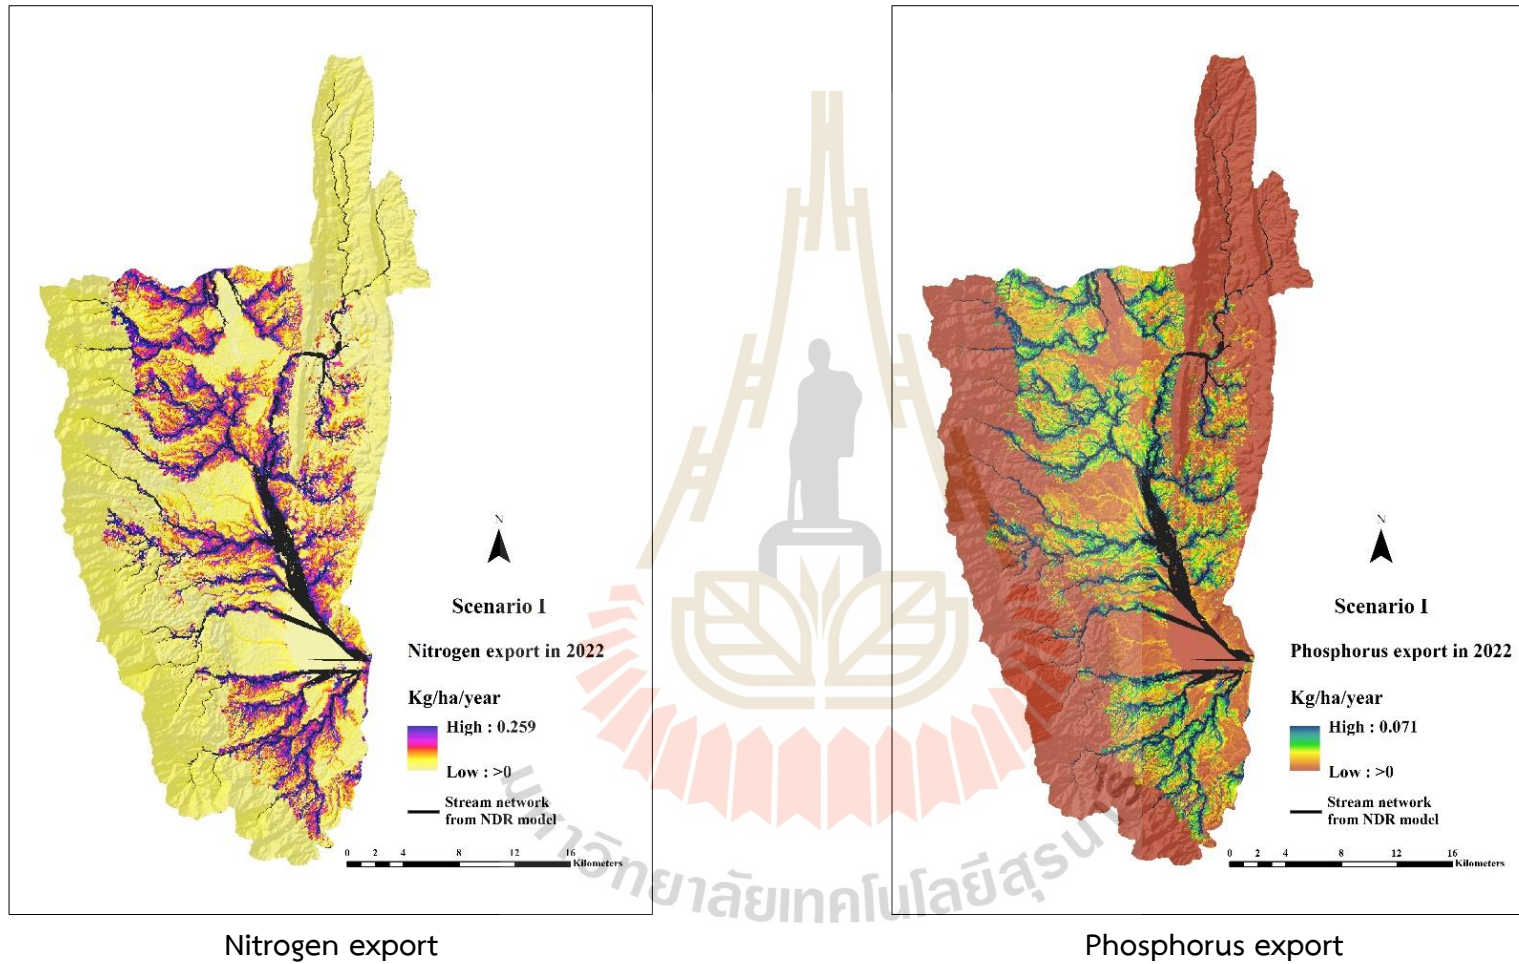 N
Scenario I
Nitrogen export in 2022
Kg/ha/year
High : 0.259
Low : >0
Stream network
from NDR model
0 2 4 8 12 16
Kilometers
N
Scenario I
Phosphorus export in 2022
Kg/ha/year
High : 0.071
Low : >0
Stream network
from NDR model
0 2 4 8 12 16
Kilometers
มหาวิทยาลัยเทคโนโลยีสุรนารี
Nitrogen export
Phosphorus export